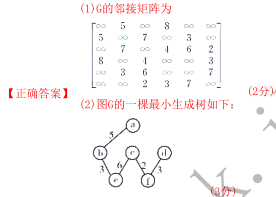 (1)G的邻接矩阵为
∞ 5 ∞ 8 ∞ ∞
5 ∞ 7 ∞ 3 ∞
∞ 7 ∞ 4 6 2
8 ∞ 4 ∞ ∞ 3
∞ 3 6 ∞ ∞ 7
∞ ∞ 2 3 7 ∞
(2分)
【正确答案】
(2)图G的一棵最小生成树如下:
a
5
b c d
3 6 2 3
e f
(3分)